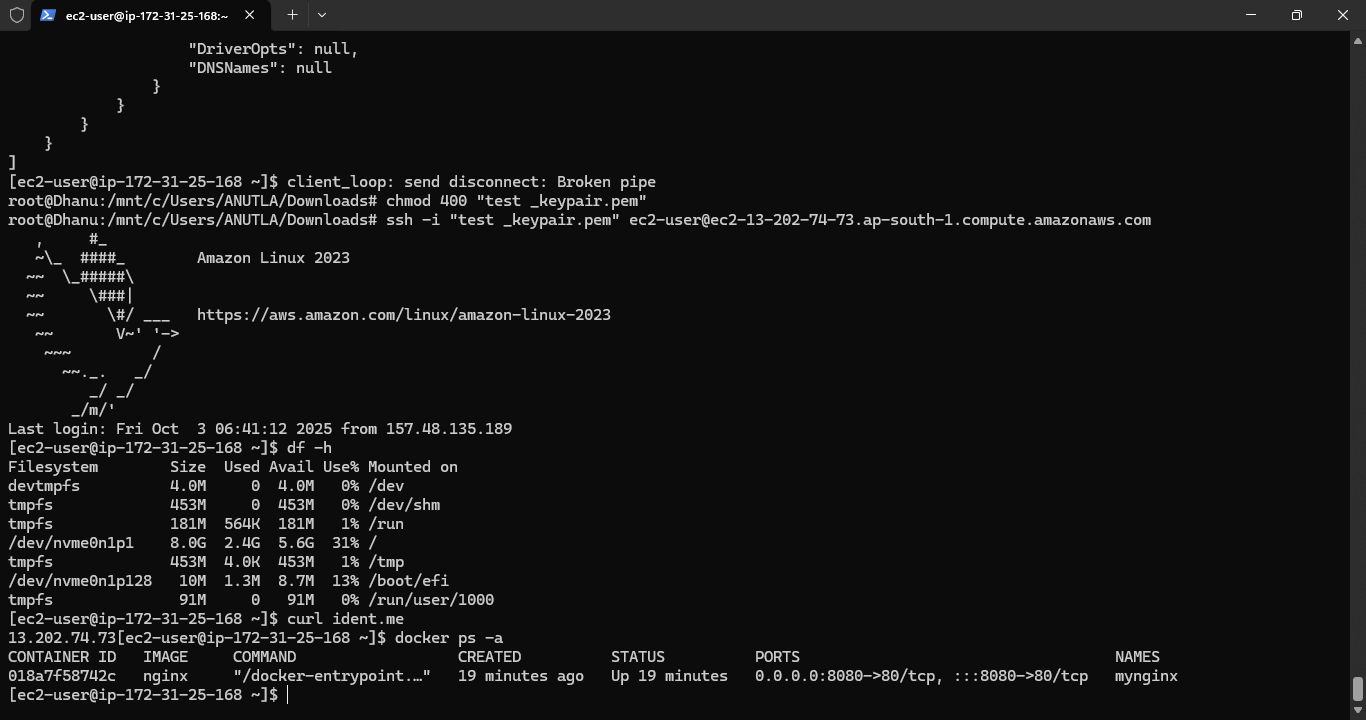 ec2-user@ip-172-31-25-168:~
                    "DriverOpts": null,
                    "DNSNames": null
                }
            }
        }
    }
]
[ec2-user@ip-172-31-25-168 ~]$ client_loop: send disconnect: Broken pipe
root@Dhanu:/mnt/c/Users/ANUTLA/Downloads# chmod 400 "test _keypair.pem"
root@Dhanu:/mnt/c/Users/ANUTLA/Downloads# ssh -i "test _keypair.pem" ec2-user@ec2-13-202-74-73.ap-south-1.compute.amazonaws.com
   ,     #_
   ~\_  ####_        Amazon Linux 2023
  ~~  \_#####\
  ~~     \###|
  ~~       \#/ ___   https://aws.amazon.com/linux/amazon-linux-2023
   ~~       V~' '->
    ~~~         /
      ~~._.   _/
         _/ _/
       _/m/'
Last login: Fri Oct  3 06:41:12 2025 from 157.48.135.189
[ec2-user@ip-172-31-25-168 ~]$ df -h
Filesystem        Size  Used Avail Use% Mounted on
devtmpfs          4.0M     0  4.0M   0% /dev
tmpfs             453M     0  453M   0% /dev/shm
tmpfs             181M  564K  181M   1% /run
/dev/nvme0n1p1    8.0G  2.4G  5.6G  31% /
tmpfs             453M  4.0K  453M   1% /tmp
/dev/nvme0n1p128   10M  1.3M  8.7M  13% /boot/efi
tmpfs              91M     0   91M   0% /run/user/1000
[ec2-user@ip-172-31-25-168 ~]$ curl ident.me
13.202.74.73[ec2-user@ip-172-31-25-168 ~]$ docker ps -a
CONTAINER ID   IMAGE     COMMAND                  CREATED          STATUS          PORTS                                   NAMES
018a7f58742c   nginx     "/docker-entrypoint.…"   19 minutes ago   Up 19 minutes   0.0.0.0:8080->80/tcp, :::8080->80/tcp   mynginx
[ec2-user@ip-172-31-25-168 ~]$